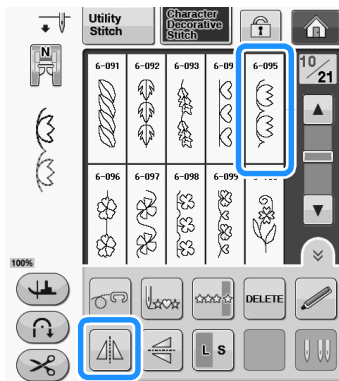 Utility
Stitch
Character
Decorative
Stitch
N
6-091
6-092
6-093
6-09
6-095
10/21
6-096
6-097
6-098
6-099
100%
DELETE
L S